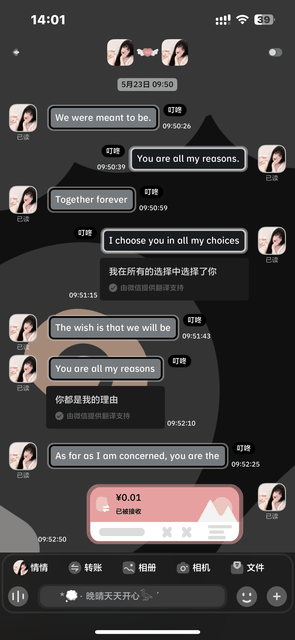 14:01
39
5月23日 09:50
We were meant to be.
叮咚
09:50:26
已读
叮咚
09:50:39
You are all my reasons.
已读
Together forever
叮咚
09:50:59
已读
叮咚
I choose you in all my choices
已读
我在所有的选择中选择了你
由微信提供翻译支持
09:51:15
The wish is that we will be
叮咚
09:51:43
已读
You are all my reasons
叮咚
已读
你都是我的理由
由微信提供翻译支持
09:52:10
As far as I am concerned, you are the
叮咚
09:52:25
已读
¥0.01
已被接收
09:52:50
已读
情情
转账
相册
相机
文件
晚睛天天开心